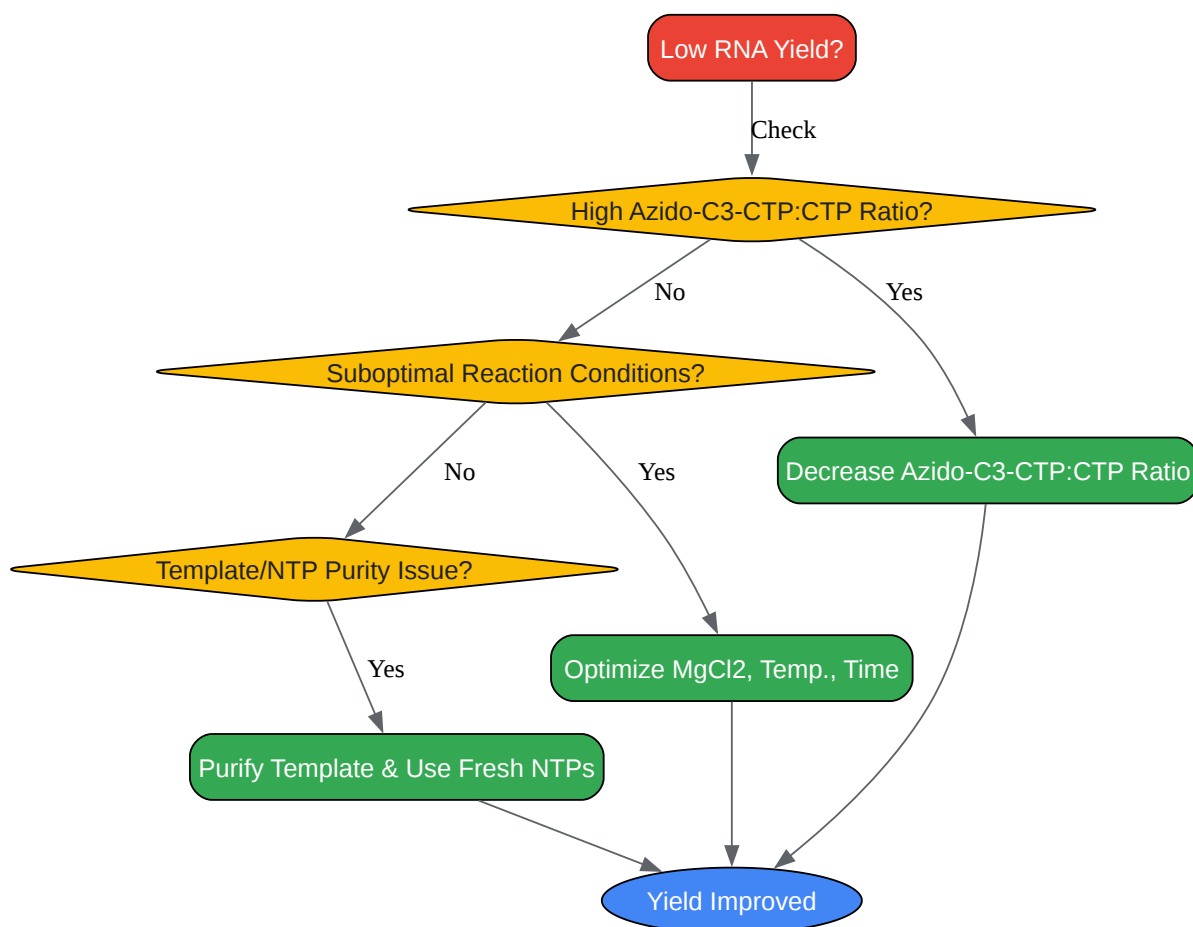 Low RNA Yield?
Check
High Azido-C3-CTP:CTP Ratio?
No
Yes
Suboptimal Reaction Conditions?
No
Yes
Decrease Azido-C3-CTP:CTP Ratio
Template/NTP Purity Issue?
Yes
Optimize MgCl2, Temp., Time
Purify Template & Use Fresh NTPs
Yield Improved